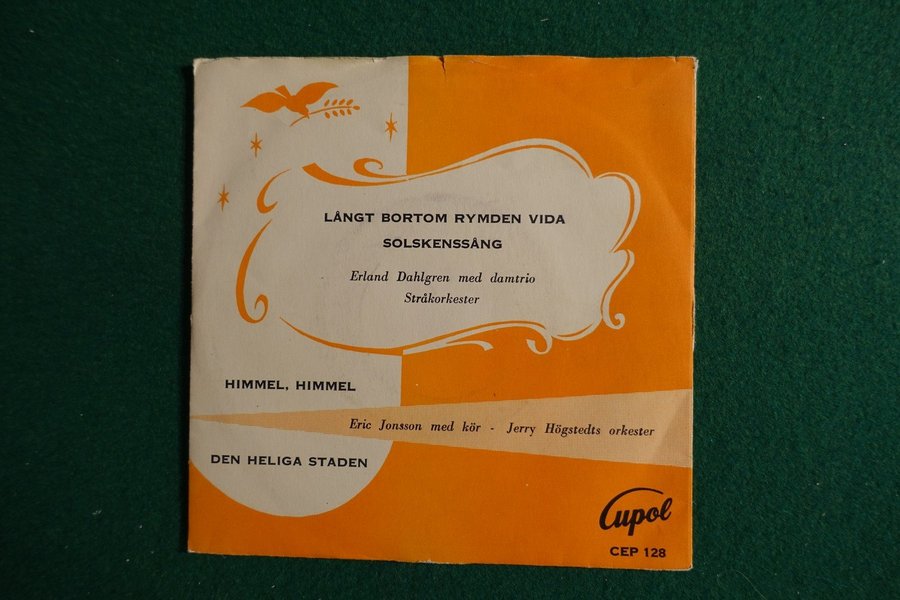 LÅNGT BORTOM RYMDEN VIDA
SOLSKENSSÅNG
Erland Dahlgren med damtrio
Stråkorkester
HIMMEL, HIMMEL
Eric Jonsson med kör - Jerry Högstedts orkester
DEN HELIGA STADEN
Cupol
CEP 128